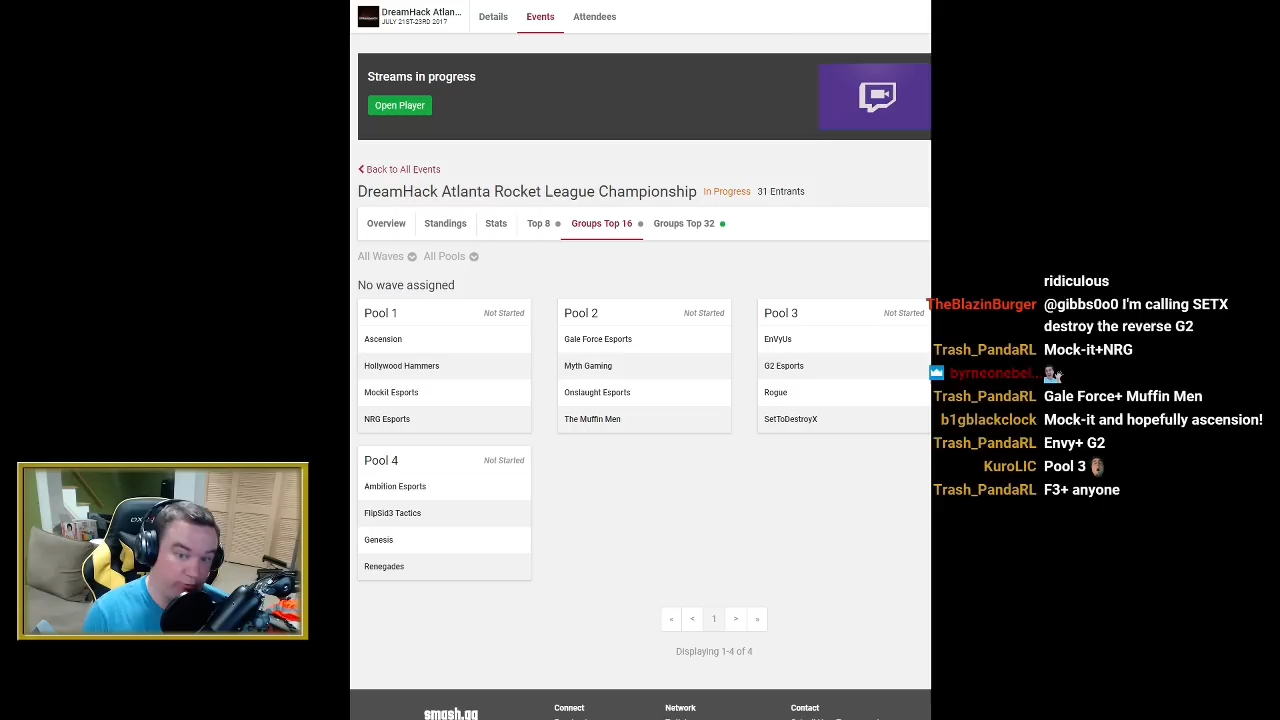 DreamHack Atlan...
JULY 21ST-23RD 2017
Details
Events
Attendees
Streams in progress
Open Player
Back to All Events
DreamHack Atlanta Rocket League Championship In Progress 31 Entrants
Overview
Standings
Stats
Top 8
Groups Top 16
Groups Top 32
All Waves
All Pools
No wave assigned
Pool 1 Not Started
Ascension
Hollywood Hammers
Mockit Esports
NRG Esports
Pool 2 Not Started
Gale Force Esports
Myth Gaming
Onslaught Esports
The Muffin Men
Pool 3 Not Started
EnVyUs
G2 Esports
Rogue
SetToDestroyX
Pool 4 Not Started
Ambition Esports
FlipSid3 Tactics
Genesis
Renegades
« < 1 > »
Displaying 1-4 of 4
smash.gg
Connect
Network
Contact
ridiculous
TheBlazinBurger @gibbs0o0 I'm calling SETX
destroy the reverse G2
Trash_PandaRL Mock-it+NRG
byrneonebel..
Trash_PandaRL Gale Force+ Muffin Men
b1gblackclock Mock-it and hopefully ascension!
Trash_PandaRL Envy+ G2
KuroLIC Pool 3
Trash_PandaRL F3+ anyone